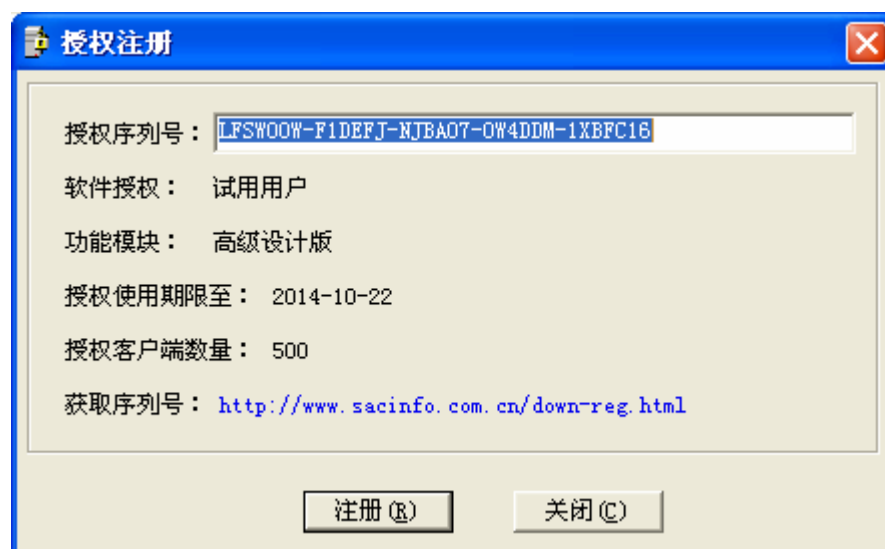 授权注册
授权序列号： LFSW00W-F1DEFJ-NJBA07-0W4DDM-1XBFC16
软件授权： 试用用户
功能模块： 高级设计版
授权使用期限至： 2014-10-22
授权客户端数量： 500
获取序列号： http://www.sacinfo.com.cn/down-reg.html
注册(R) 关闭(C)